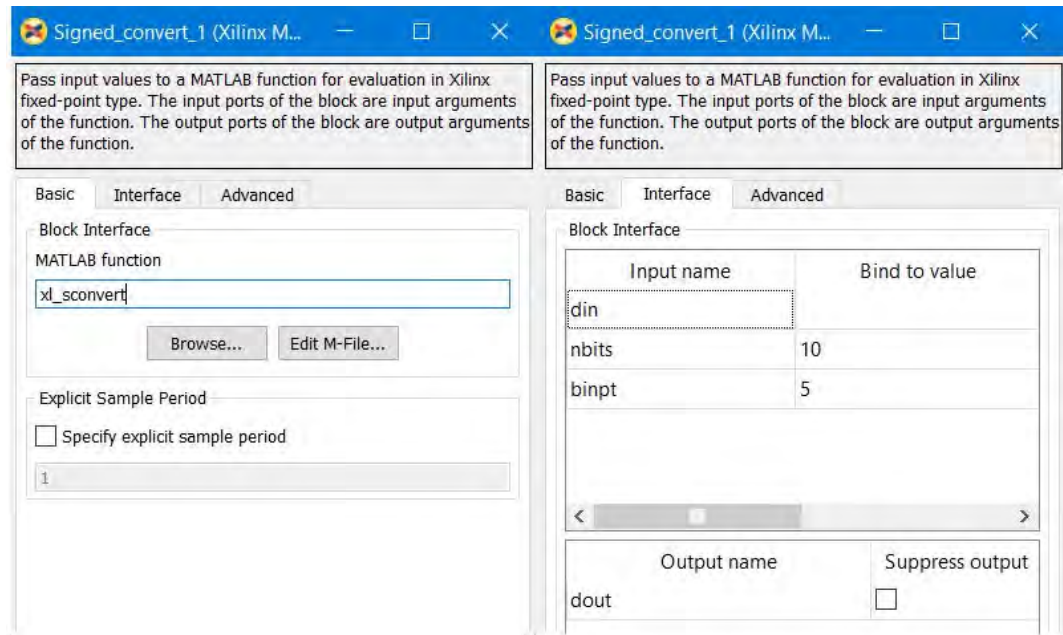 Signed_convert_1 (Xilinx M...
Pass input values to a MATLAB function for evaluation in Xilinx
fixed-point type. The input ports of the block are input arguments
of the function. The output ports of the block are output arguments
of the function.
Basic Interface Advanced
Block Interface
MATLAB function
xl_sconvert
Browse... Edit M-File...
Explicit Sample Period
Specify explicit sample period
1
Signed_convert_1 (Xilinx M...
Pass input values to a MATLAB function for evaluation in Xilinx
fixed-point type. The input ports of the block are input arguments
of the function. The output ports of the block are output arguments
of the function.
Basic Interface Advanced
Block Interface
Input name Bind to value
din
nbits 10
binpt 5
Output name Suppress output
dout